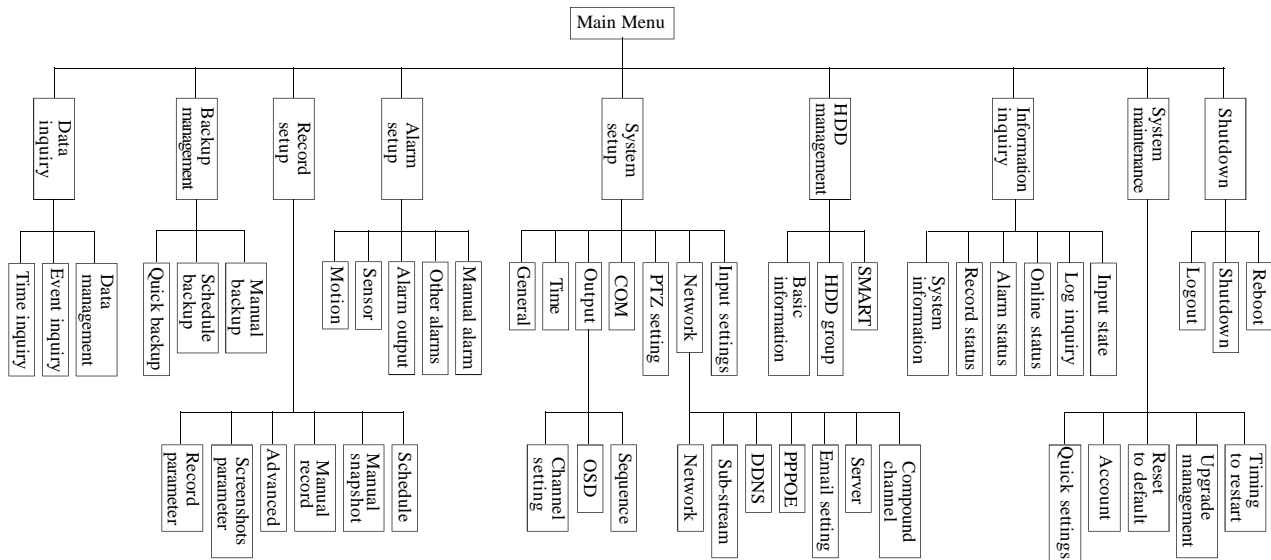 Main Menu
Data
inquiry
Backup
management
Record
setup
Alarm
setup
System
setup
HDD
management
Information
inquiry
System
maintenance
Shutdown
Time inquiry
Event inquiry
Data
management
Quick backup
Schedule
backup
Manual
backup
Motion
Sensor
Alarm output
Other alarms
Manual alarm
General
Time
Output
COM
PTZ setting
Network
Input settings
Basic
information
HDD group
SMART
System
information
Record status
Alarm status
Online status
Log inquiry
Input state
Logout
Shutdown
Reboot
Record
parameter
Screenshots
parameter
Advanced
Manual
record
Manual
snapshot
Schedule
Channel
setting
OSD
Sequence
Network
Sub-stream
DDNS
PPPOE
Email setting
Server
Compound
channel
Quick settings
Account
Reset
to default
Upgrade
management
Timing
to restart